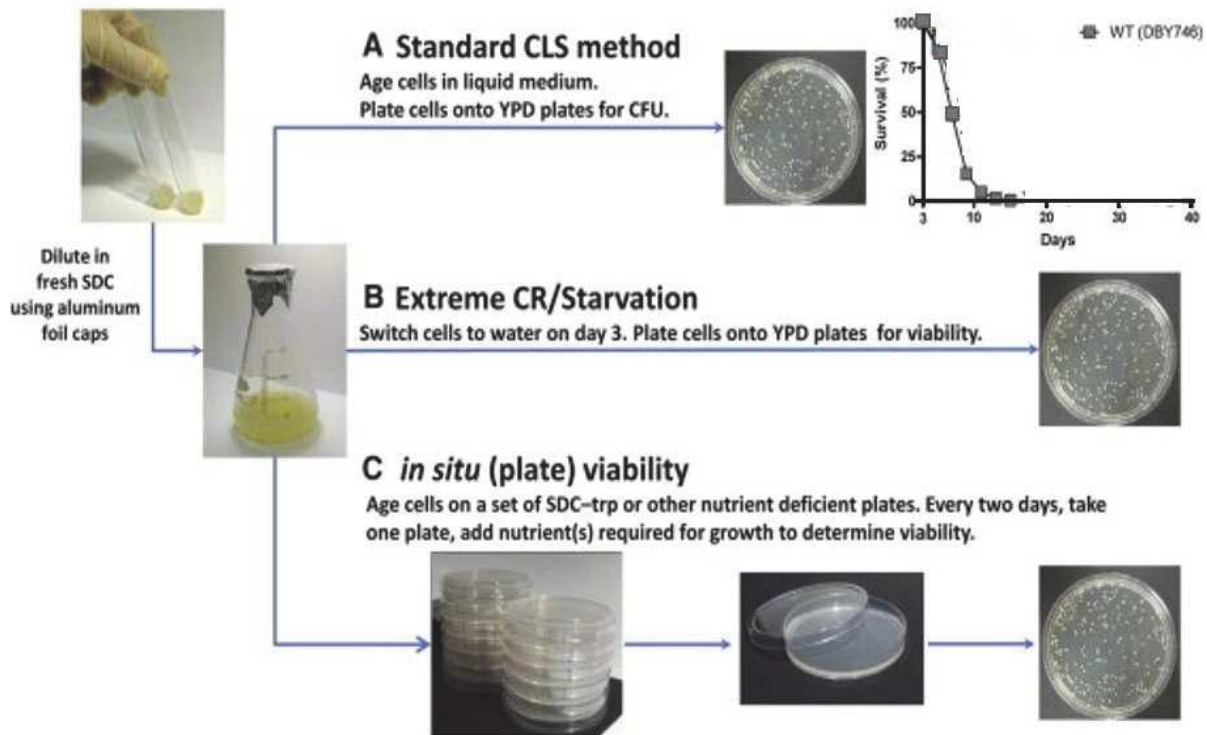 A Standard CLS method
Age cells in liquid medium.
Plate cells onto YPD plates for CFU.
100
75
50
25
0
Survival (%)
3
10
20
30
40
Days
WT (DBY746)
Dilute in
fresh SDC
using aluminum
foil caps
B Extreme CR/Starvation
Switch cells to water on day 3. Plate cells onto YPD plates for viability.
C in situ (plate) viability
Age cells on a set of SDC–trp or other nutrient deficient plates. Every two days, take
one plate, add nutrient(s) required for growth to determine viability.